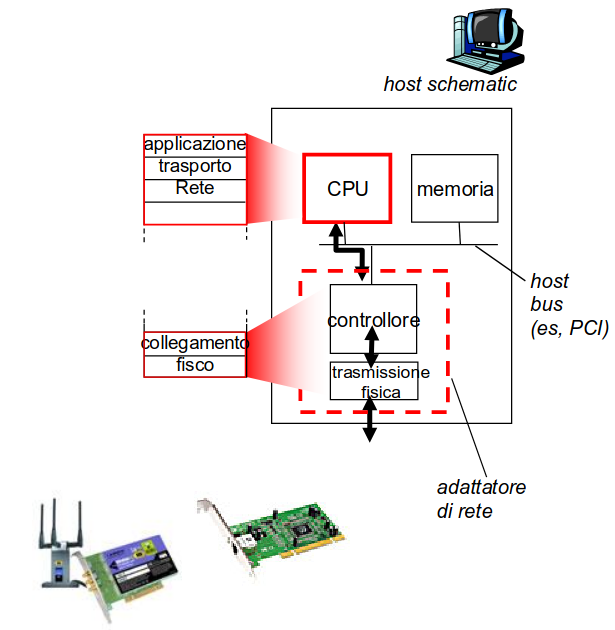 host schematic
applicazione
trasporto
Rete
CPU
memoria
host
bus
(es, PCI)
controllore
collegamento
fisco
trasmissione
fisica
adattatore
di rete